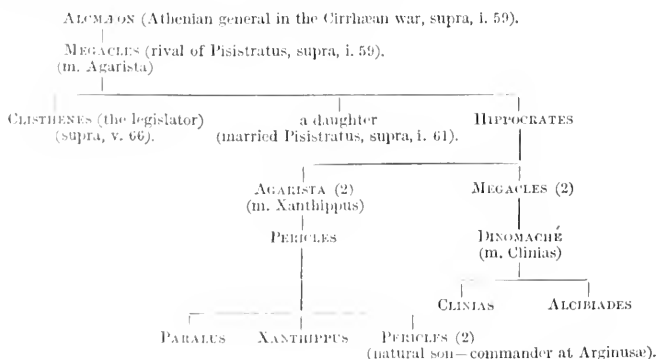 ALCMÆON (Athenian general in the Cirrhæan war, supra, i. 59).
MEGACLES (rival of Pisistratus, supra, i. 59).
(m. Agarista)
CLISTHENES (the legislator) a daughter HIPPOCRATES
(supra, v. 66) (married Pisistratus, supra, i. 61)
AGARISTA (2) MEGACLES (2)
(m. Xanthippus)
PERICLES DINOMACHÉ
(m. Clinias)
CLINIAS ALCIBIADES
PARALUS XANTHIPPUS PERICLES (2)
(natural son—commander at Arginusæ).